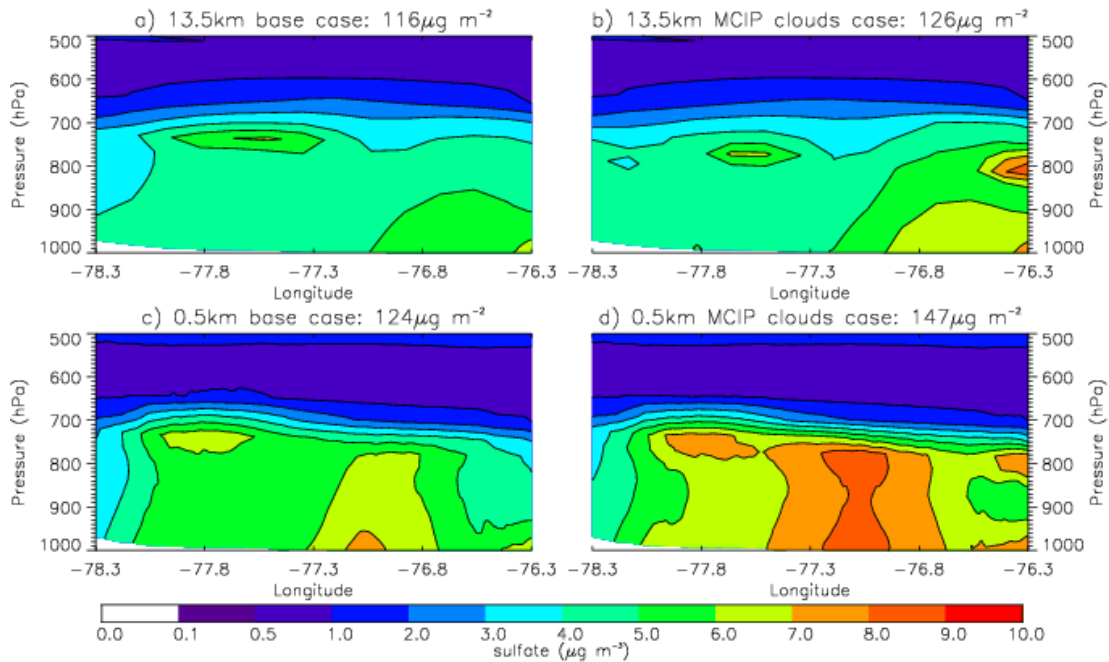 a) 13.5km base case: 116μg m⁻²
b) 13.5km MCIP clouds case: 126μg m⁻²
500
600
700
800
900
1000
Pressure (hPa)
-78.3 -77.8 -77.3 -76.8 -76.3
Longitude
-78.3 -77.8 -77.3 -76.8 -76.3
Longitude
500
600
700
800
900
1000
Pressure (hPa)
c) 0.5km base case: 124μg m⁻²
d) 0.5km MCIP clouds case: 147μg m⁻²
500
600
700
800
900
1000
Pressure (hPa)
-78.3 -77.8 -77.3 -76.8 -76.3
Longitude
-78.3 -77.8 -77.3 -76.8 -76.3
Longitude
500
600
700
800
900
1000
Pressure (hPa)
0.0 0.1 0.5 1.0 2.0 3.0 4.0 5.0 6.0 7.0 8.0 9.0 10.0
sulfate (μg m⁻³)